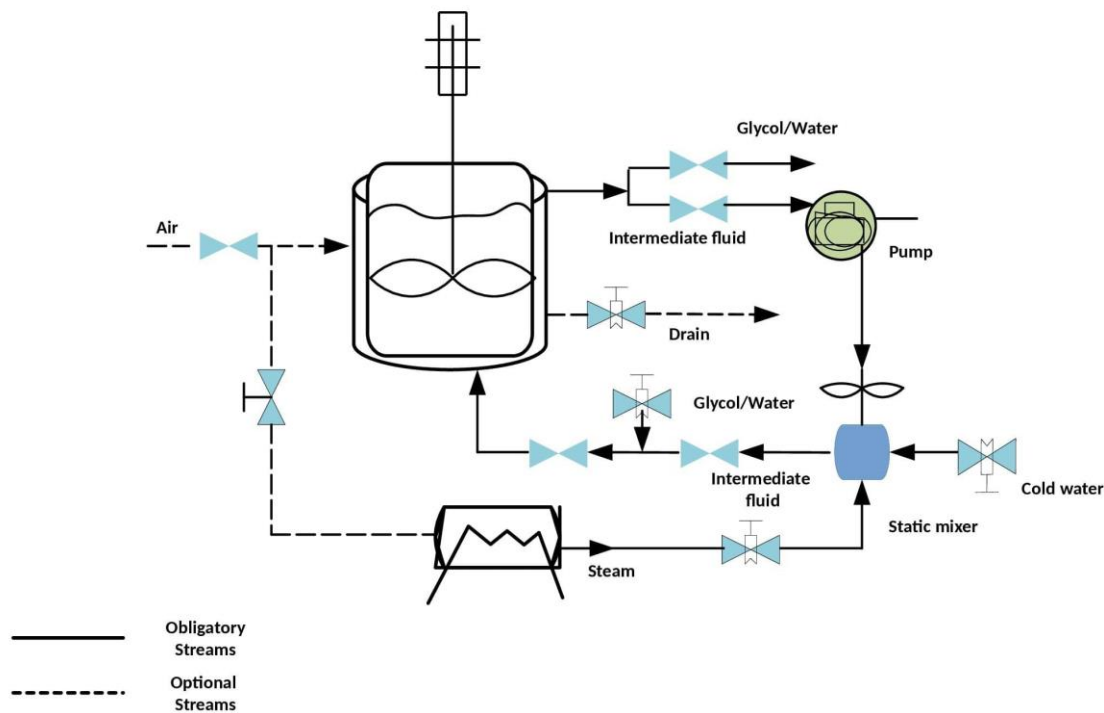 Glycol/Water
Air
Intermediate fluid
Pump
Drain
Glycol/Water
Intermediate
fluid
Cold water
Static mixer
Steam
Obligatory
Streams
Optional
Streams